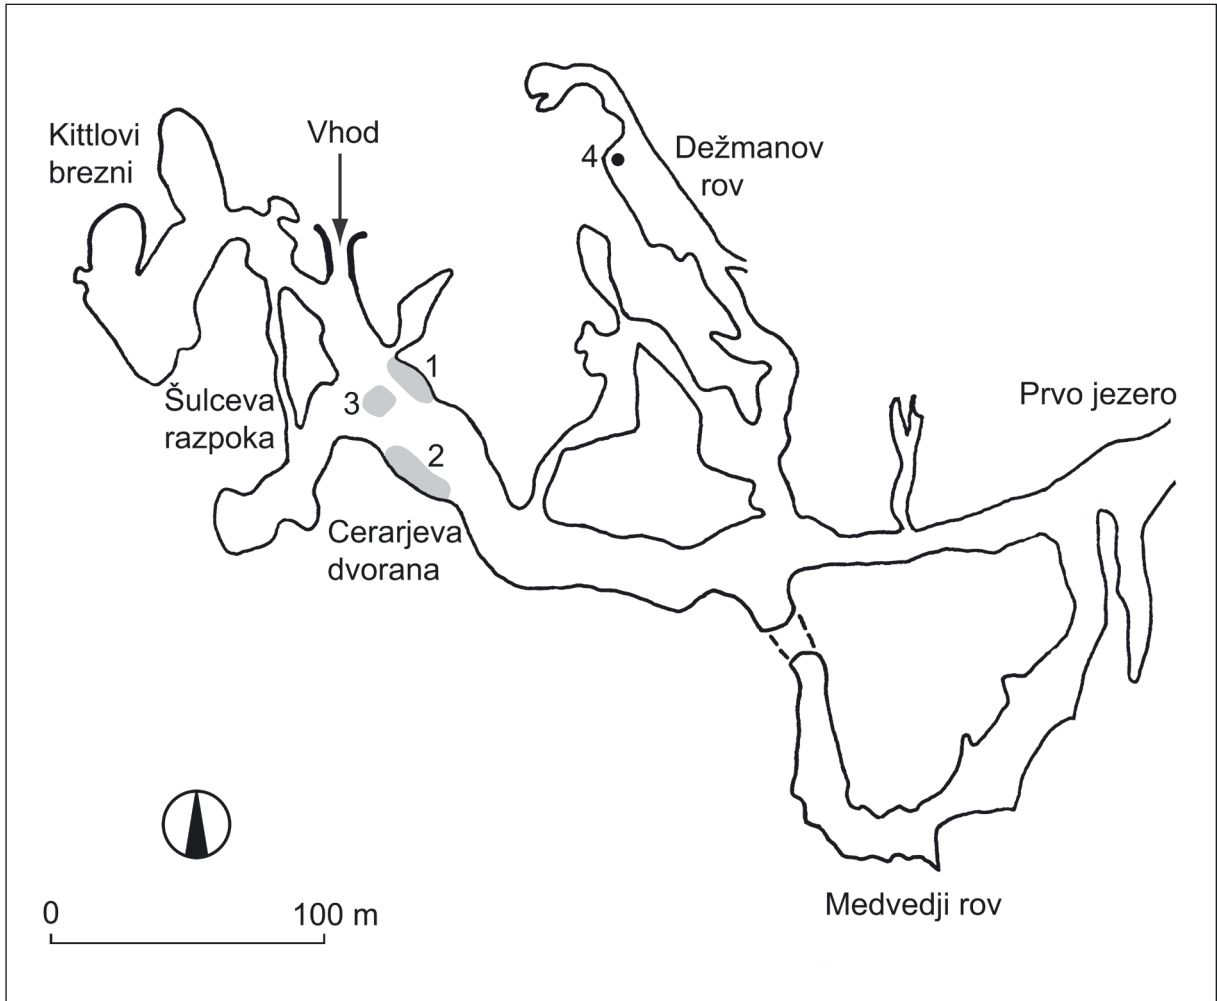 Kittlovi
brezni
Vhod
4
Dežmanov
rov
1
3
2
Šulceva
razpoka
Prvo jezero
Cerarjeva
dvorana
Medvedji rov
0
100 m